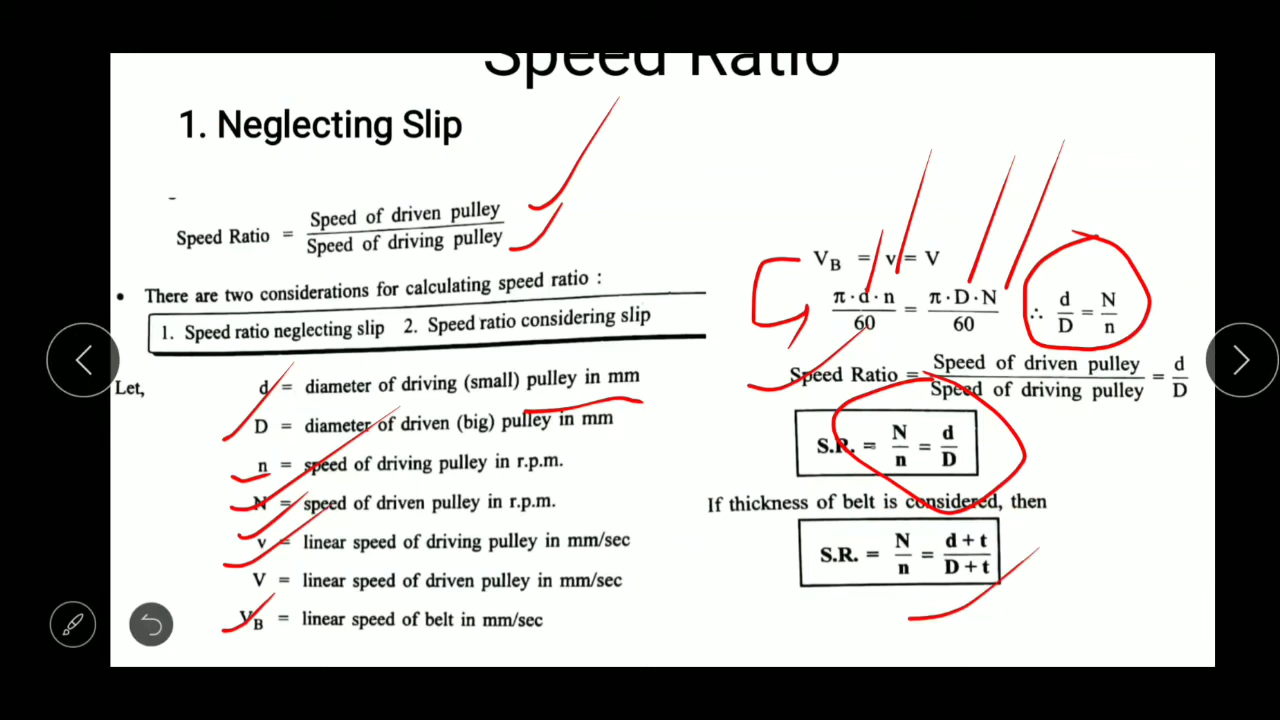 Speed Ratio
1. Neglecting Slip
Speed Ratio = Speed of driven pulley / Speed of driving pulley
• There are two considerations for calculating speed ratio :
1. Speed ratio neglecting slip 2. Speed ratio considering slip
Let,
d = diameter of driving (small) pulley in mm
D = diameter of driven (big) pulley in mm
n = speed of driving pulley in r.p.m.
N = speed of driven pulley in r.p.m.
v = linear speed of driving pulley in mm/sec
V = linear speed of driven pulley in mm/sec
V_B = linear speed of belt in mm/sec
V_B = v = V
π · d · n / 60 = π · D · N / 60 ∴ d / D = N / n
Speed Ratio = Speed of driven pulley / Speed of driving pulley = d / D
S.R. = N / n = d / D
If thickness of belt is considered, then
S.R. = N / n = d + t / D + t